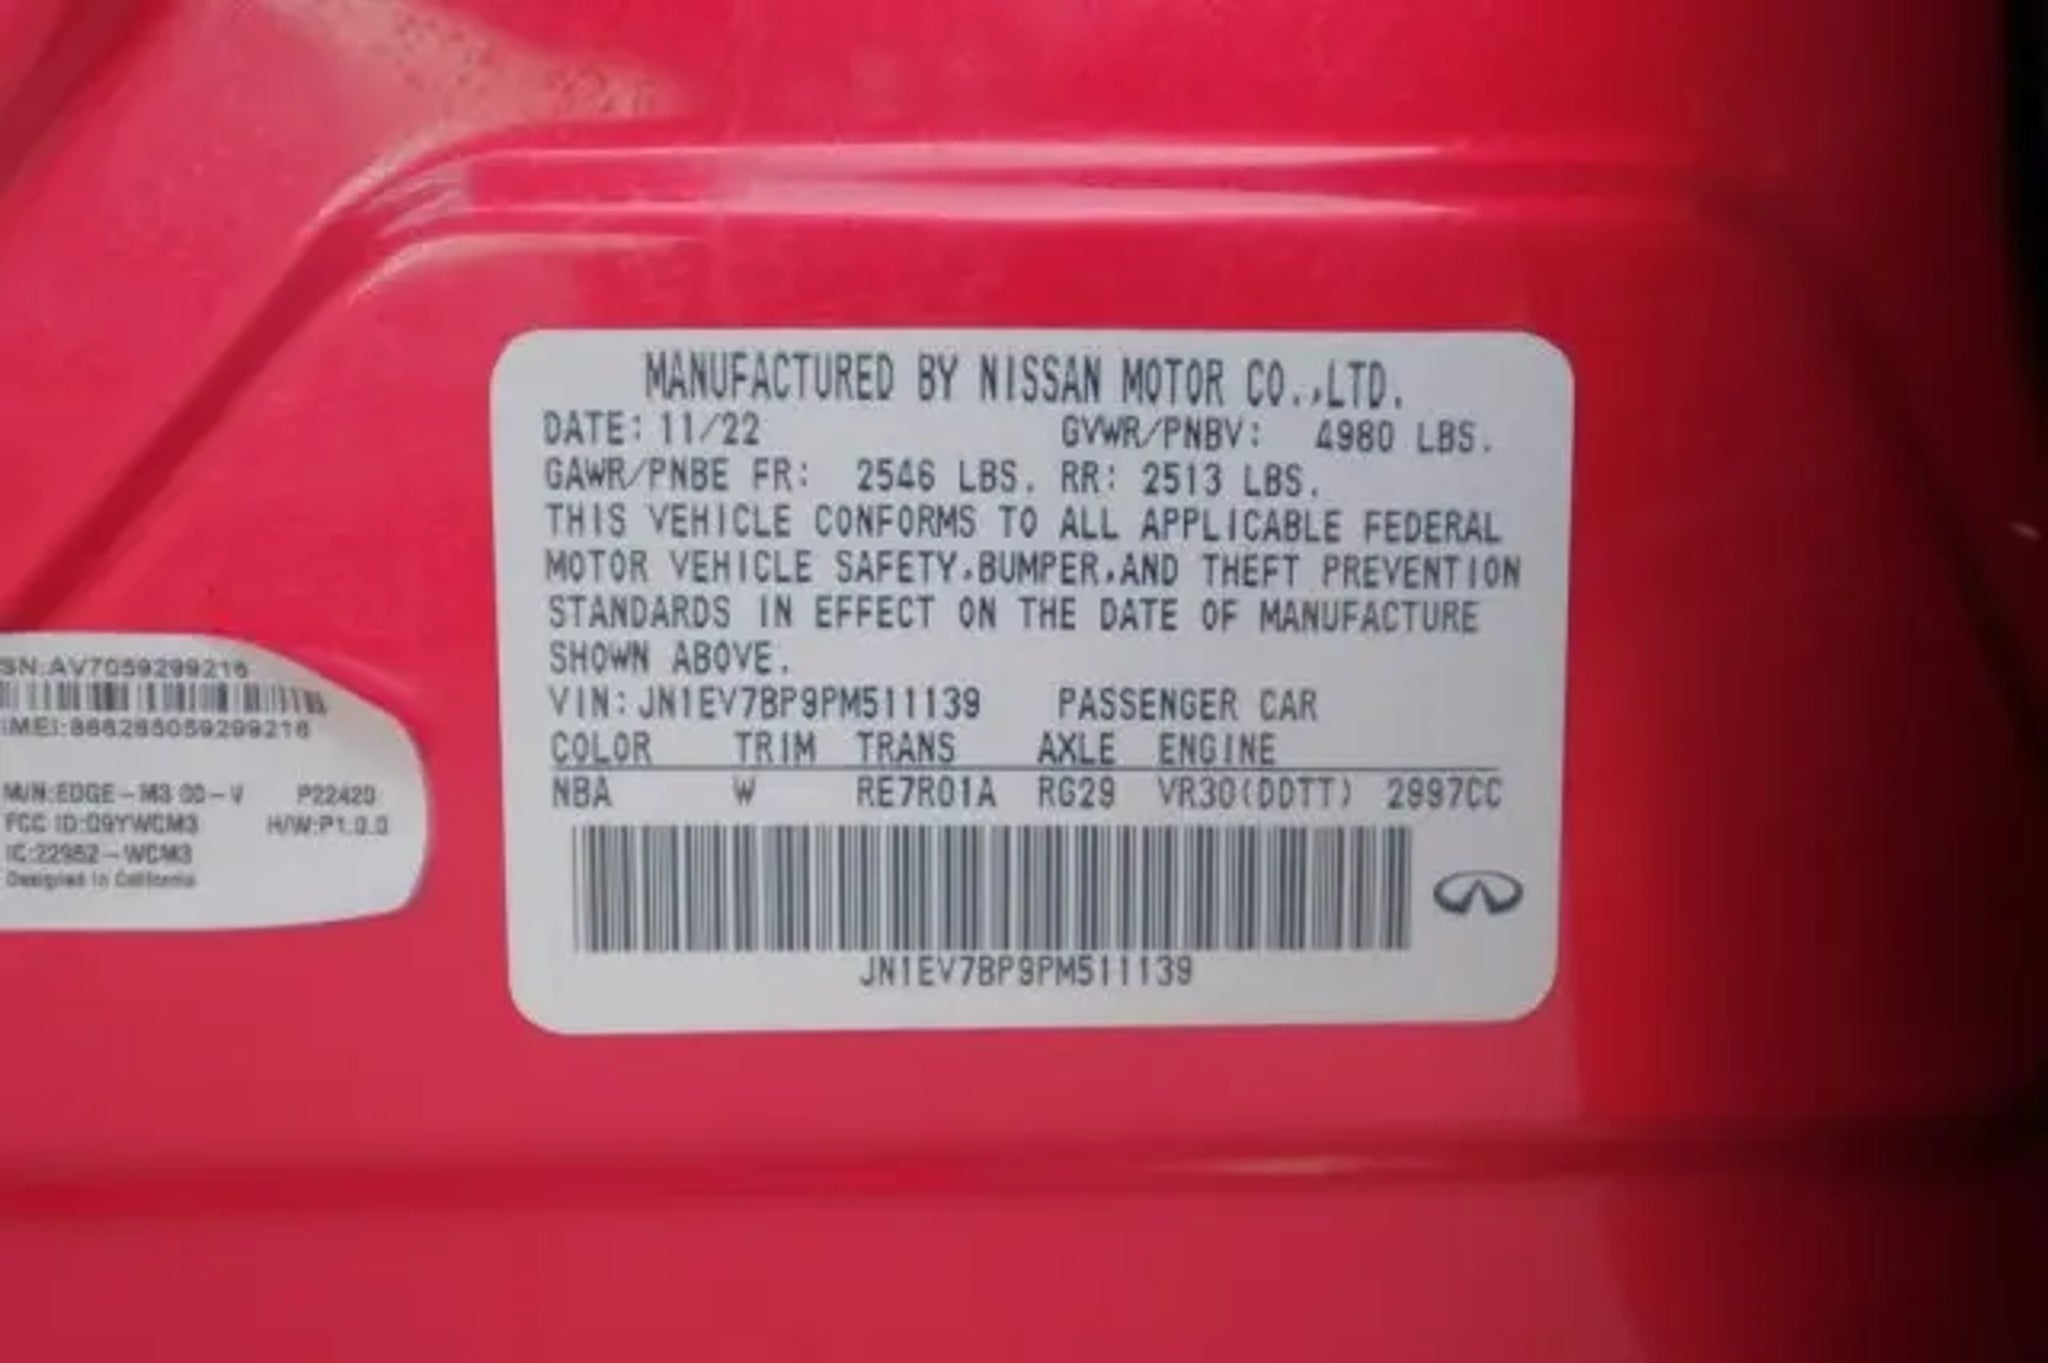 MANUFACTURED BY NISSAN MOTOR CO.,LTD.
DATE: 11/22 GVWR/PNBV: 4980 LBS.
GAWR/PNBE FR: 2546 LBS. RR: 2513 LBS.
THIS VEHICLE CONFORMS TO ALL APPLICABLE FEDERAL
MOTOR VEHICLE SAFETY,BUMPER,AND THEFT PREVENTION
STANDARDS IN EFFECT ON THE DATE OF MANUFACTURE
SHOWN ABOVE.
VIN:JN1EV7BP9PM511139 PASSENGER CAR
COLOR TRIM TRANS AXLE ENGINE
NBA W RE7R01A RG29 VR30(DDTT) 2997CC
JN1EV7BP9PM511139
SN:AV7059299216
IMEI:866265059299216
M/N:EDGE-M3 00-V P22420
FCC ID:O9YWCM3 H/W:P1.0.0
IC:22952-WCM3
Designed in California